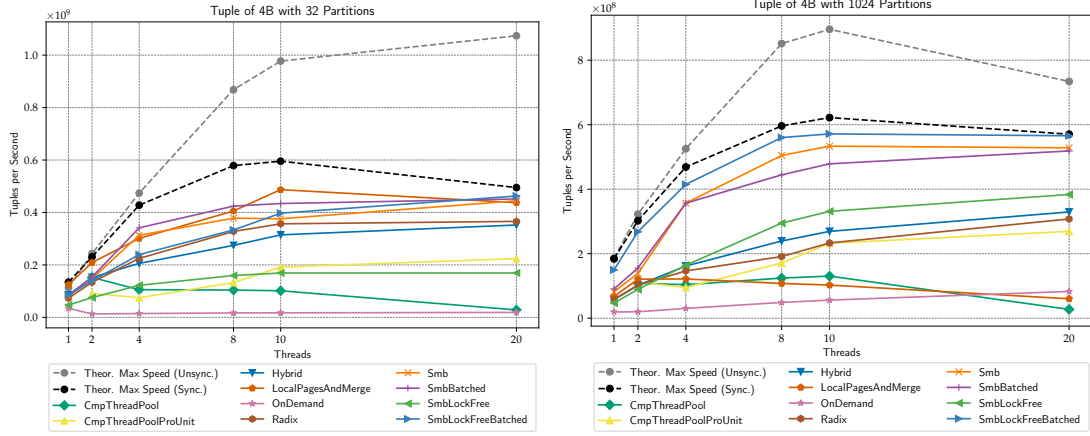 Tuple of 4B with 32 Partitions
×10⁹
1.0
0.8
0.6
0.4
0.2
0.0
Tuples per Second
1 2 4 8 10 20
Threads
Theor. Max Speed (Unsync.)
Theor. Max Speed (Sync.)
CmpThreadPool
CmpThreadPoolProUnit
Hybrid
LocalPagesAndMerge
OnDemand
Radix
Smb
SmbBatched
SmbLockFree
SmbLockFreeBatched
Tuple of 4B with 1024 Partitions
×10⁸
8
6
4
2
0
Tuples per Second
1 2 4 8 10 20
Threads
Theor. Max Speed (Unsync.)
Theor. Max Speed (Sync.)
CmpThreadPool
CmpThreadPoolProUnit
Hybrid
LocalPagesAndMerge
OnDemand
Radix
Smb
SmbBatched
SmbLockFree
SmbLockFreeBatched